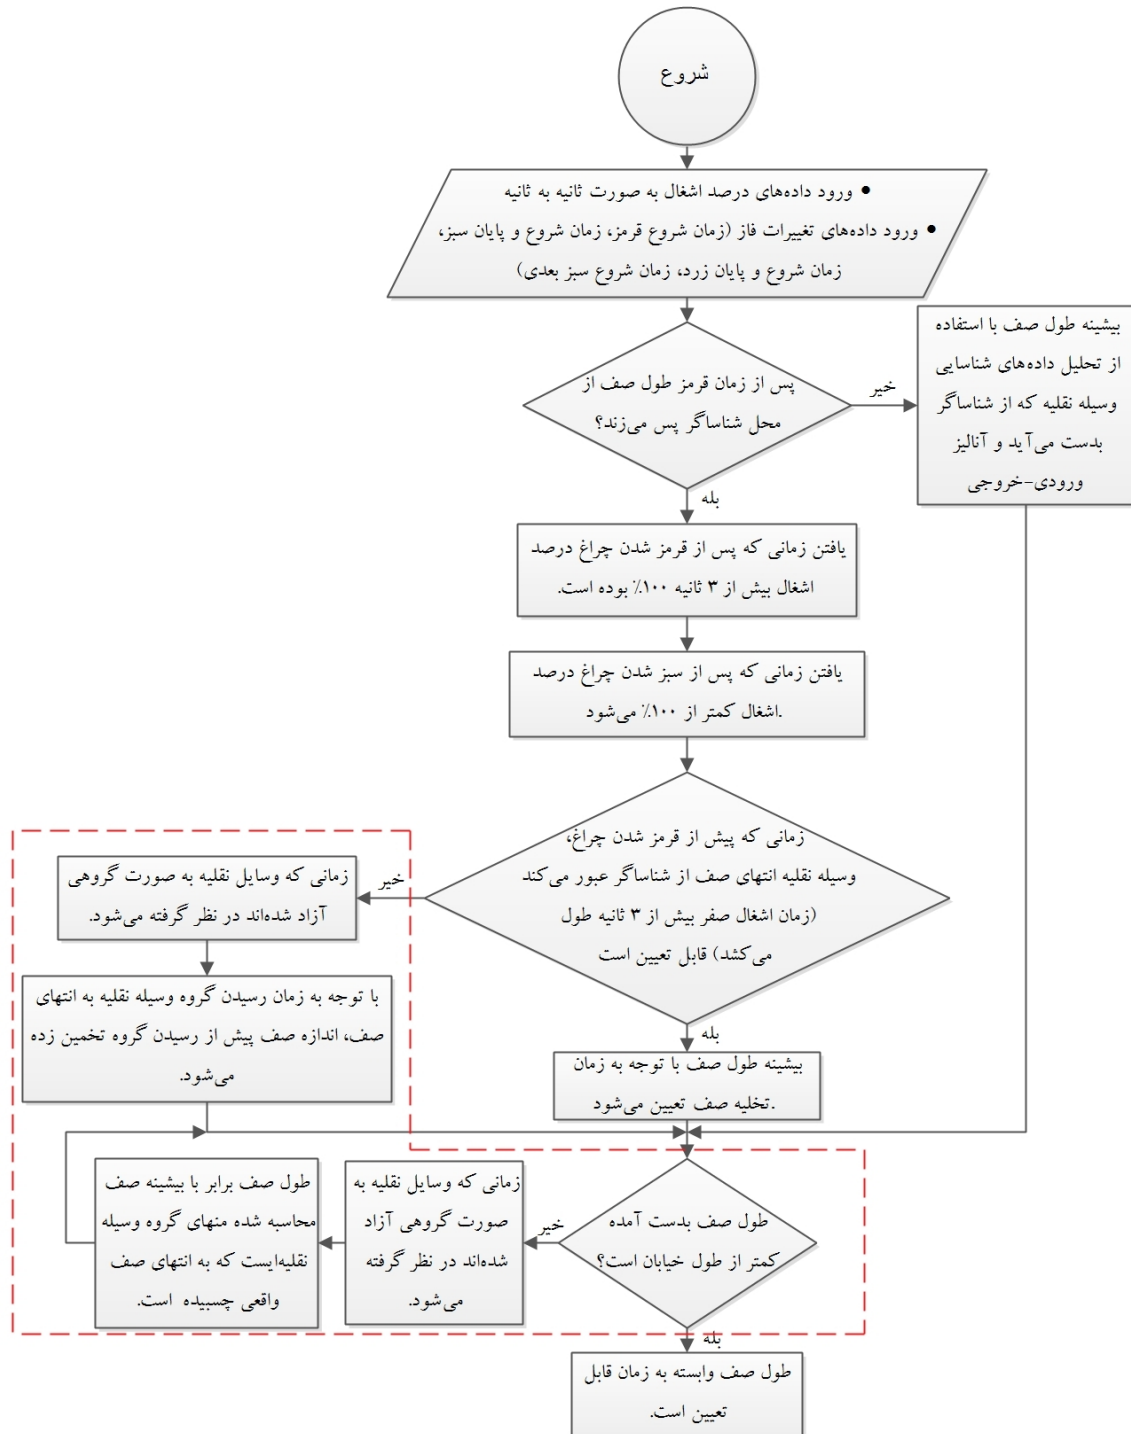 شروع
● ورود داده‌های درصد اشغال به صورت ثانیه به ثانیه
● ورود داده‌های تغییرات فاز (زمان شروع قرمز، زمان شروع و پایان سبز،
زمان شروع و پایان زرد، زمان شروع سبز بعدی)
پس از زمان قرمز طول صف از
محل شناساگر پس می‌زند؟
خیر
بیشینه طول صف با استفاده
از تحلیل داده‌های شناسایی
وسیله نقلیه که از شناساگر
بدست می‌آید و آنالیز
ورودی-خروجی
بله
یافتن زمانی که پس از قرمز شدن چراغ درصد
اشغال بیش از ۳ ثانیه ۱۰۰٪ بوده است.
یافتن زمانی که پس از سبز شدن چراغ درصد
.اشغال کمتر از ۱۰۰٪ می‌شود
زمانی که پیش از قرمز شدن چراغ،
وسیله نقلیه انتهای صف از شناساگر عبور می‌کند
(زمان اشغال صفر بیش از ۳ ثانیه طول
می‌کشد) قابل تعیین است
خیر
زمانی که وسایل نقلیه به صورت گروهی
آزاد شده‌اند در نظر گرفته می‌شود.
با توجه به زمان رسیدن گروه وسیله نقلیه به انتهای
صف، اندازه صف پیش از رسیدن گروه تخمین زده
می‌شود.
بله
بیشینه طول صف با توجه به زمان
.تخلیه صف تعیین می‌شود
طول صف بدست آمده
کمتر از طول خیابان است؟
خیر
زمانی که وسایل نقلیه به
صورت گروهی آزاد
شده‌اند در نظر گرفته
می‌شود.
طول صف برابر با بیشینه صف
محاسبه شده منهای گروه وسیله
نقلیه‌ایست که به انتهای صف
واقعی چسبیده است.
بله
طول صف وابسته به زمان قابل
تعیین است.